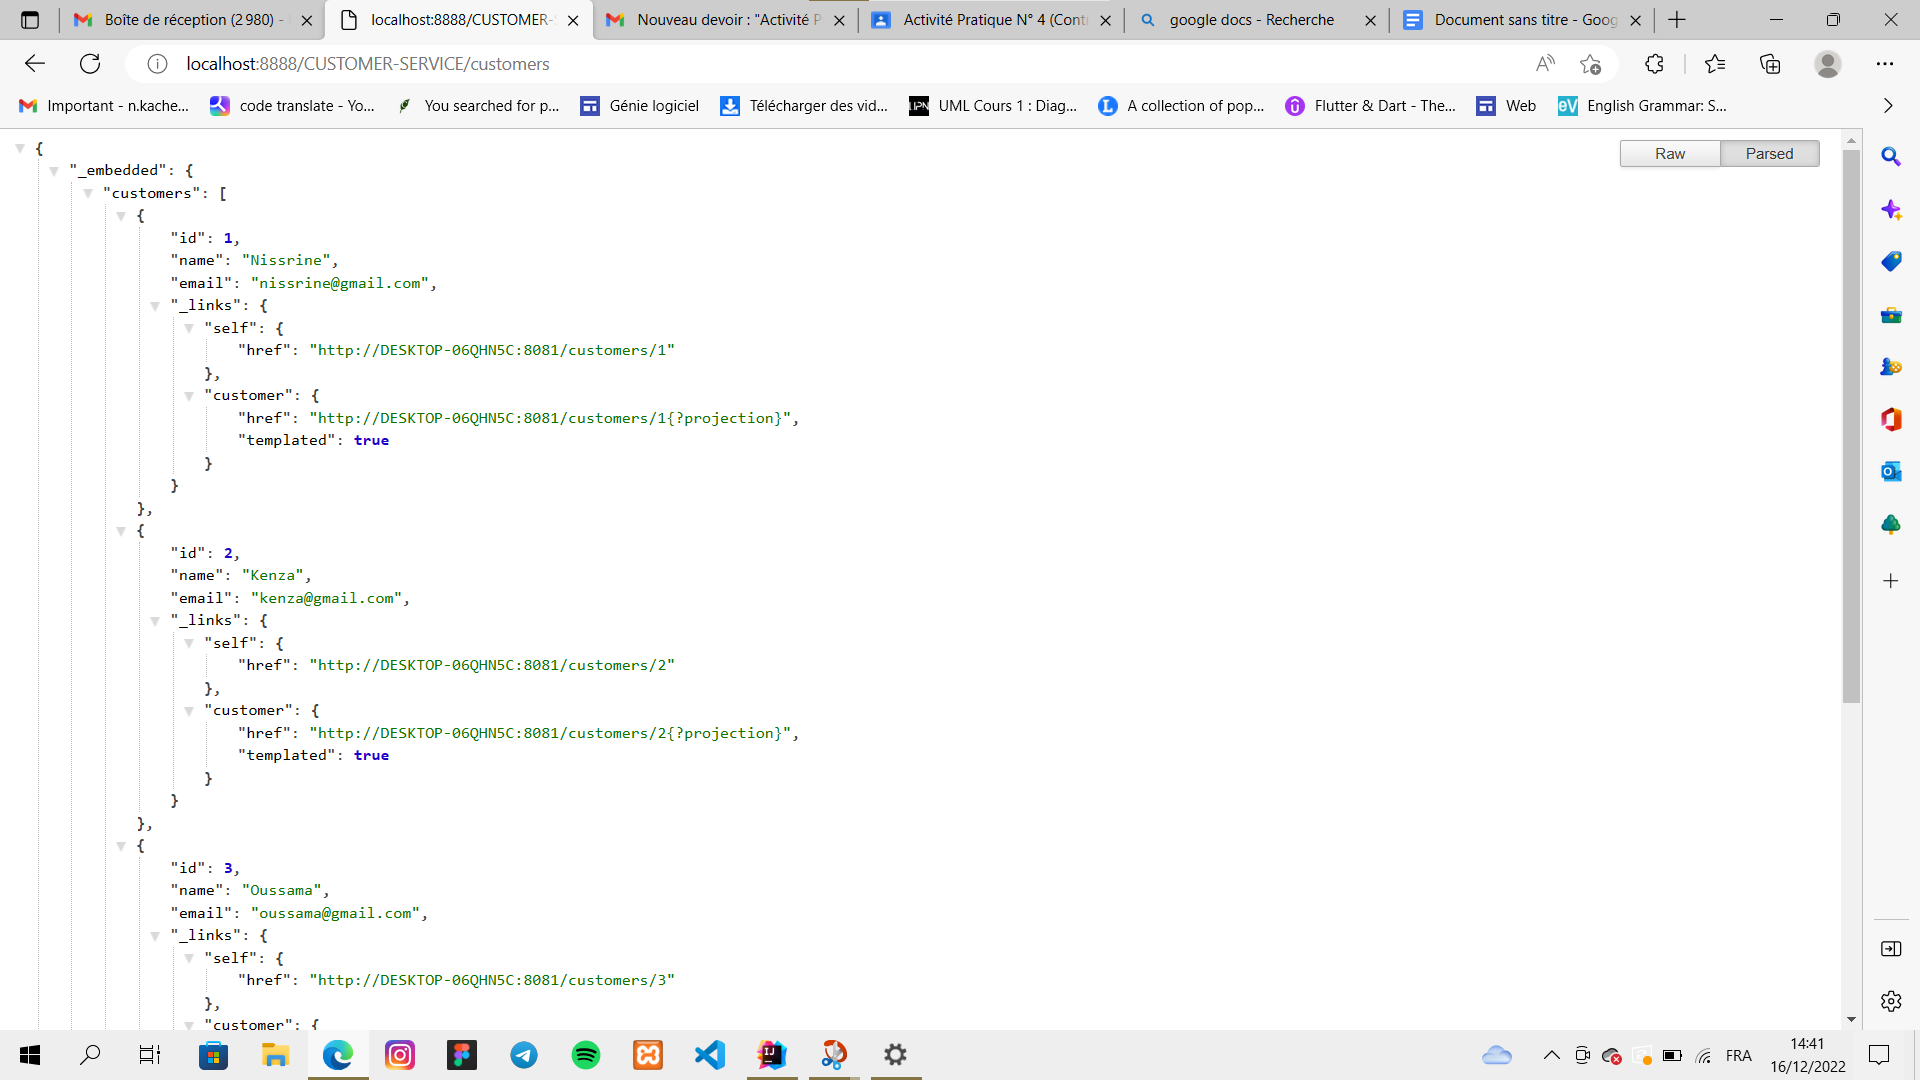 Boîte de réception (2 980) -
localhost:8888/CUSTOMER-S
Nouveau devoir : "Activité P
Activité Pratique N° 4 (Cont
google docs - Recherche
Document sans titre - Goog
localhost:8888/CUSTOMER-SERVICE/customers
Important - n.kache...
code translate - Yo...
You searched for p...
Génie logiciel
Télécharger des vid...
UML Cours 1 : Diag...
A collection of pop...
Flutter & Dart - The...
Web
English Grammar: S...
Raw
Parsed
{
"_embedded": {
"customers": [
{
"id": 1,
"name": "Nissrine",
"email": "nissrine@gmail.com",
"_links": {
"self": {
"href": "http://DESKTOP-06QHN5C:8081/customers/1"
},
"customer": {
"href": "http://DESKTOP-06QHN5C:8081/customers/1{?projection}",
"templated": true
}
}
},
{
"id": 2,
"name": "Kenza",
"email": "kenza@gmail.com",
"_links": {
"self": {
"href": "http://DESKTOP-06QHN5C:8081/customers/2"
},
"customer": {
"href": "http://DESKTOP-06QHN5C:8081/customers/2{?projection}",
"templated": true
}
}
},
{
"id": 3,
"name": "Oussama",
"email": "oussama@gmail.com",
"_links": {
"self": {
"href": "http://DESKTOP-06QHN5C:8081/customers/3"
},
"customer": {
FRA
14:41
16/12/2022